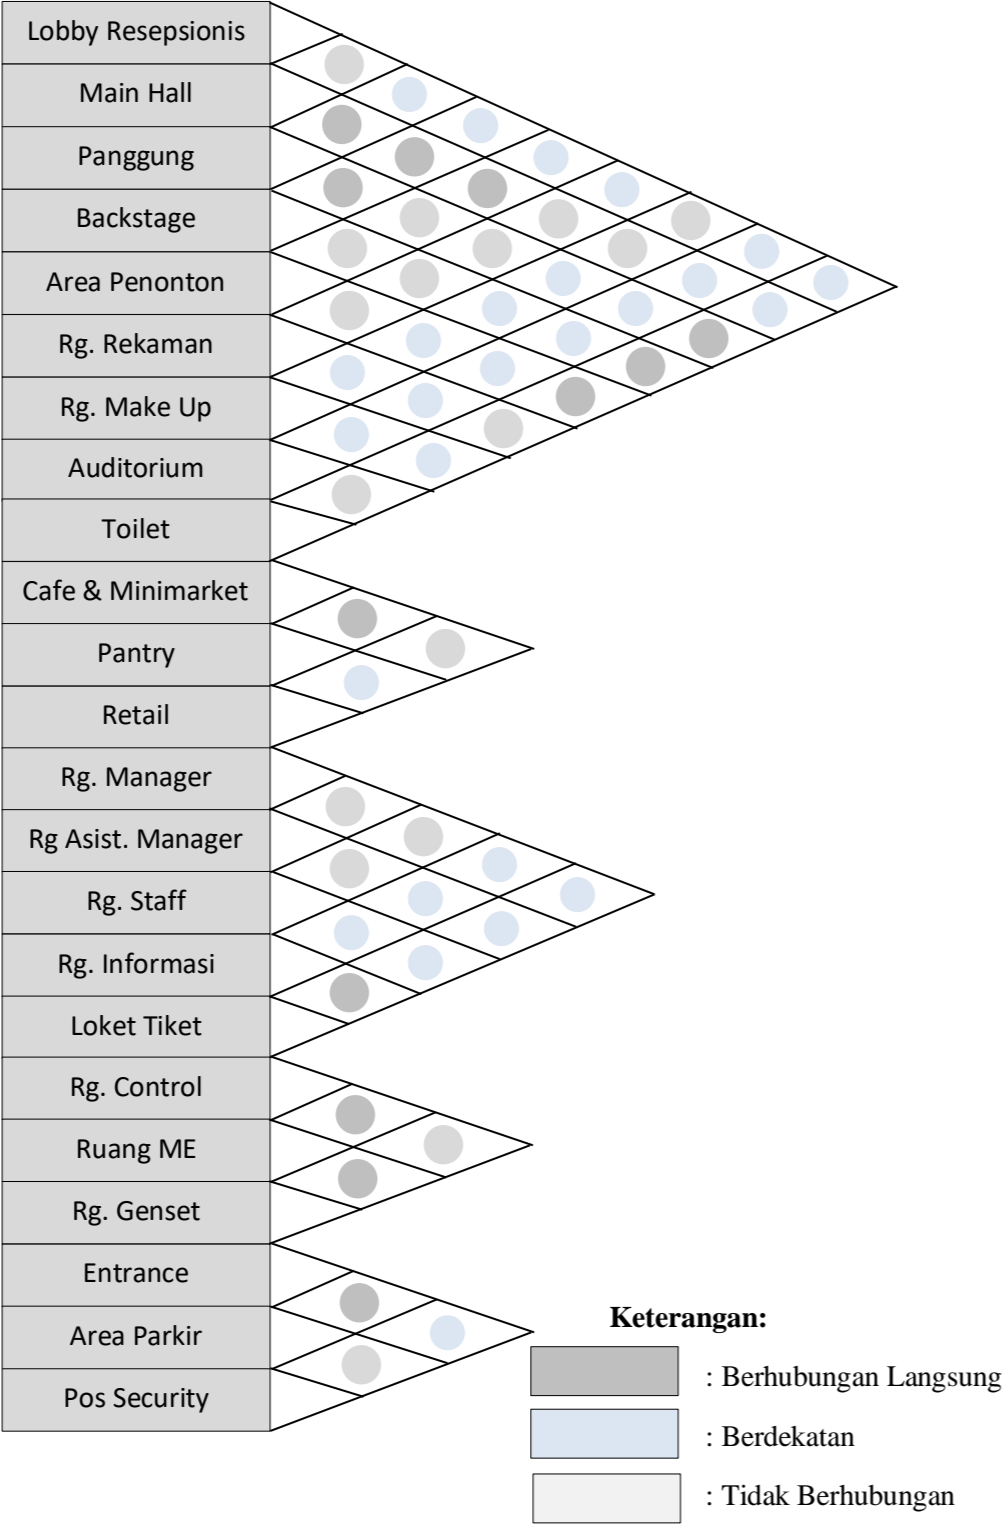 Lobby Resepsionis
Main Hall
Panggung
Backstage
Area Penonton
Rg. Rekaman
Rg. Make Up
Auditorium
Toilet
Cafe & Minimarket
Pantry
Retail
Rg. Manager
Rg Asist. Manager
Rg. Staff
Rg. Informasi
Loket Tiket
Rg. Control
Ruang ME
Rg. Genset
Entrance
Area Parkir
Pos Security
Keterangan:
: Berhubungan Langsung
: Berdekatan
: Tidak Berhubungan